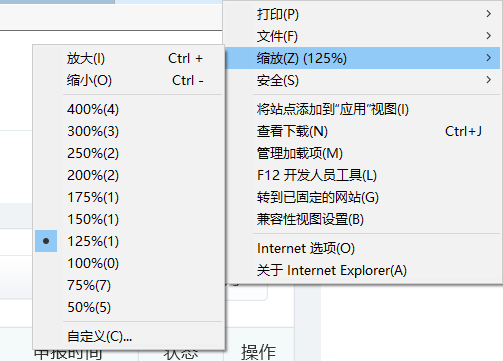 打印(P)
文件(F)
缩放(Z) (125%)
安全(S)
将站点添加到“应用”视图(I)
查看下载(N) Ctrl+J
管理加载项(M)
F12 开发人员工具(L)
转到已固定的网站(G)
兼容性视图设置(B)
Internet 选项(O)
关于 Internet Explorer(A)
放大(I) Ctrl +
缩小(O) Ctrl -
400%(4)
300%(3)
250%(2)
200%(2)
175%(1)
150%(1)
125%(1)
100%(0)
75%(7)
50%(5)
自定义(C)...
申报时间 状态 操作